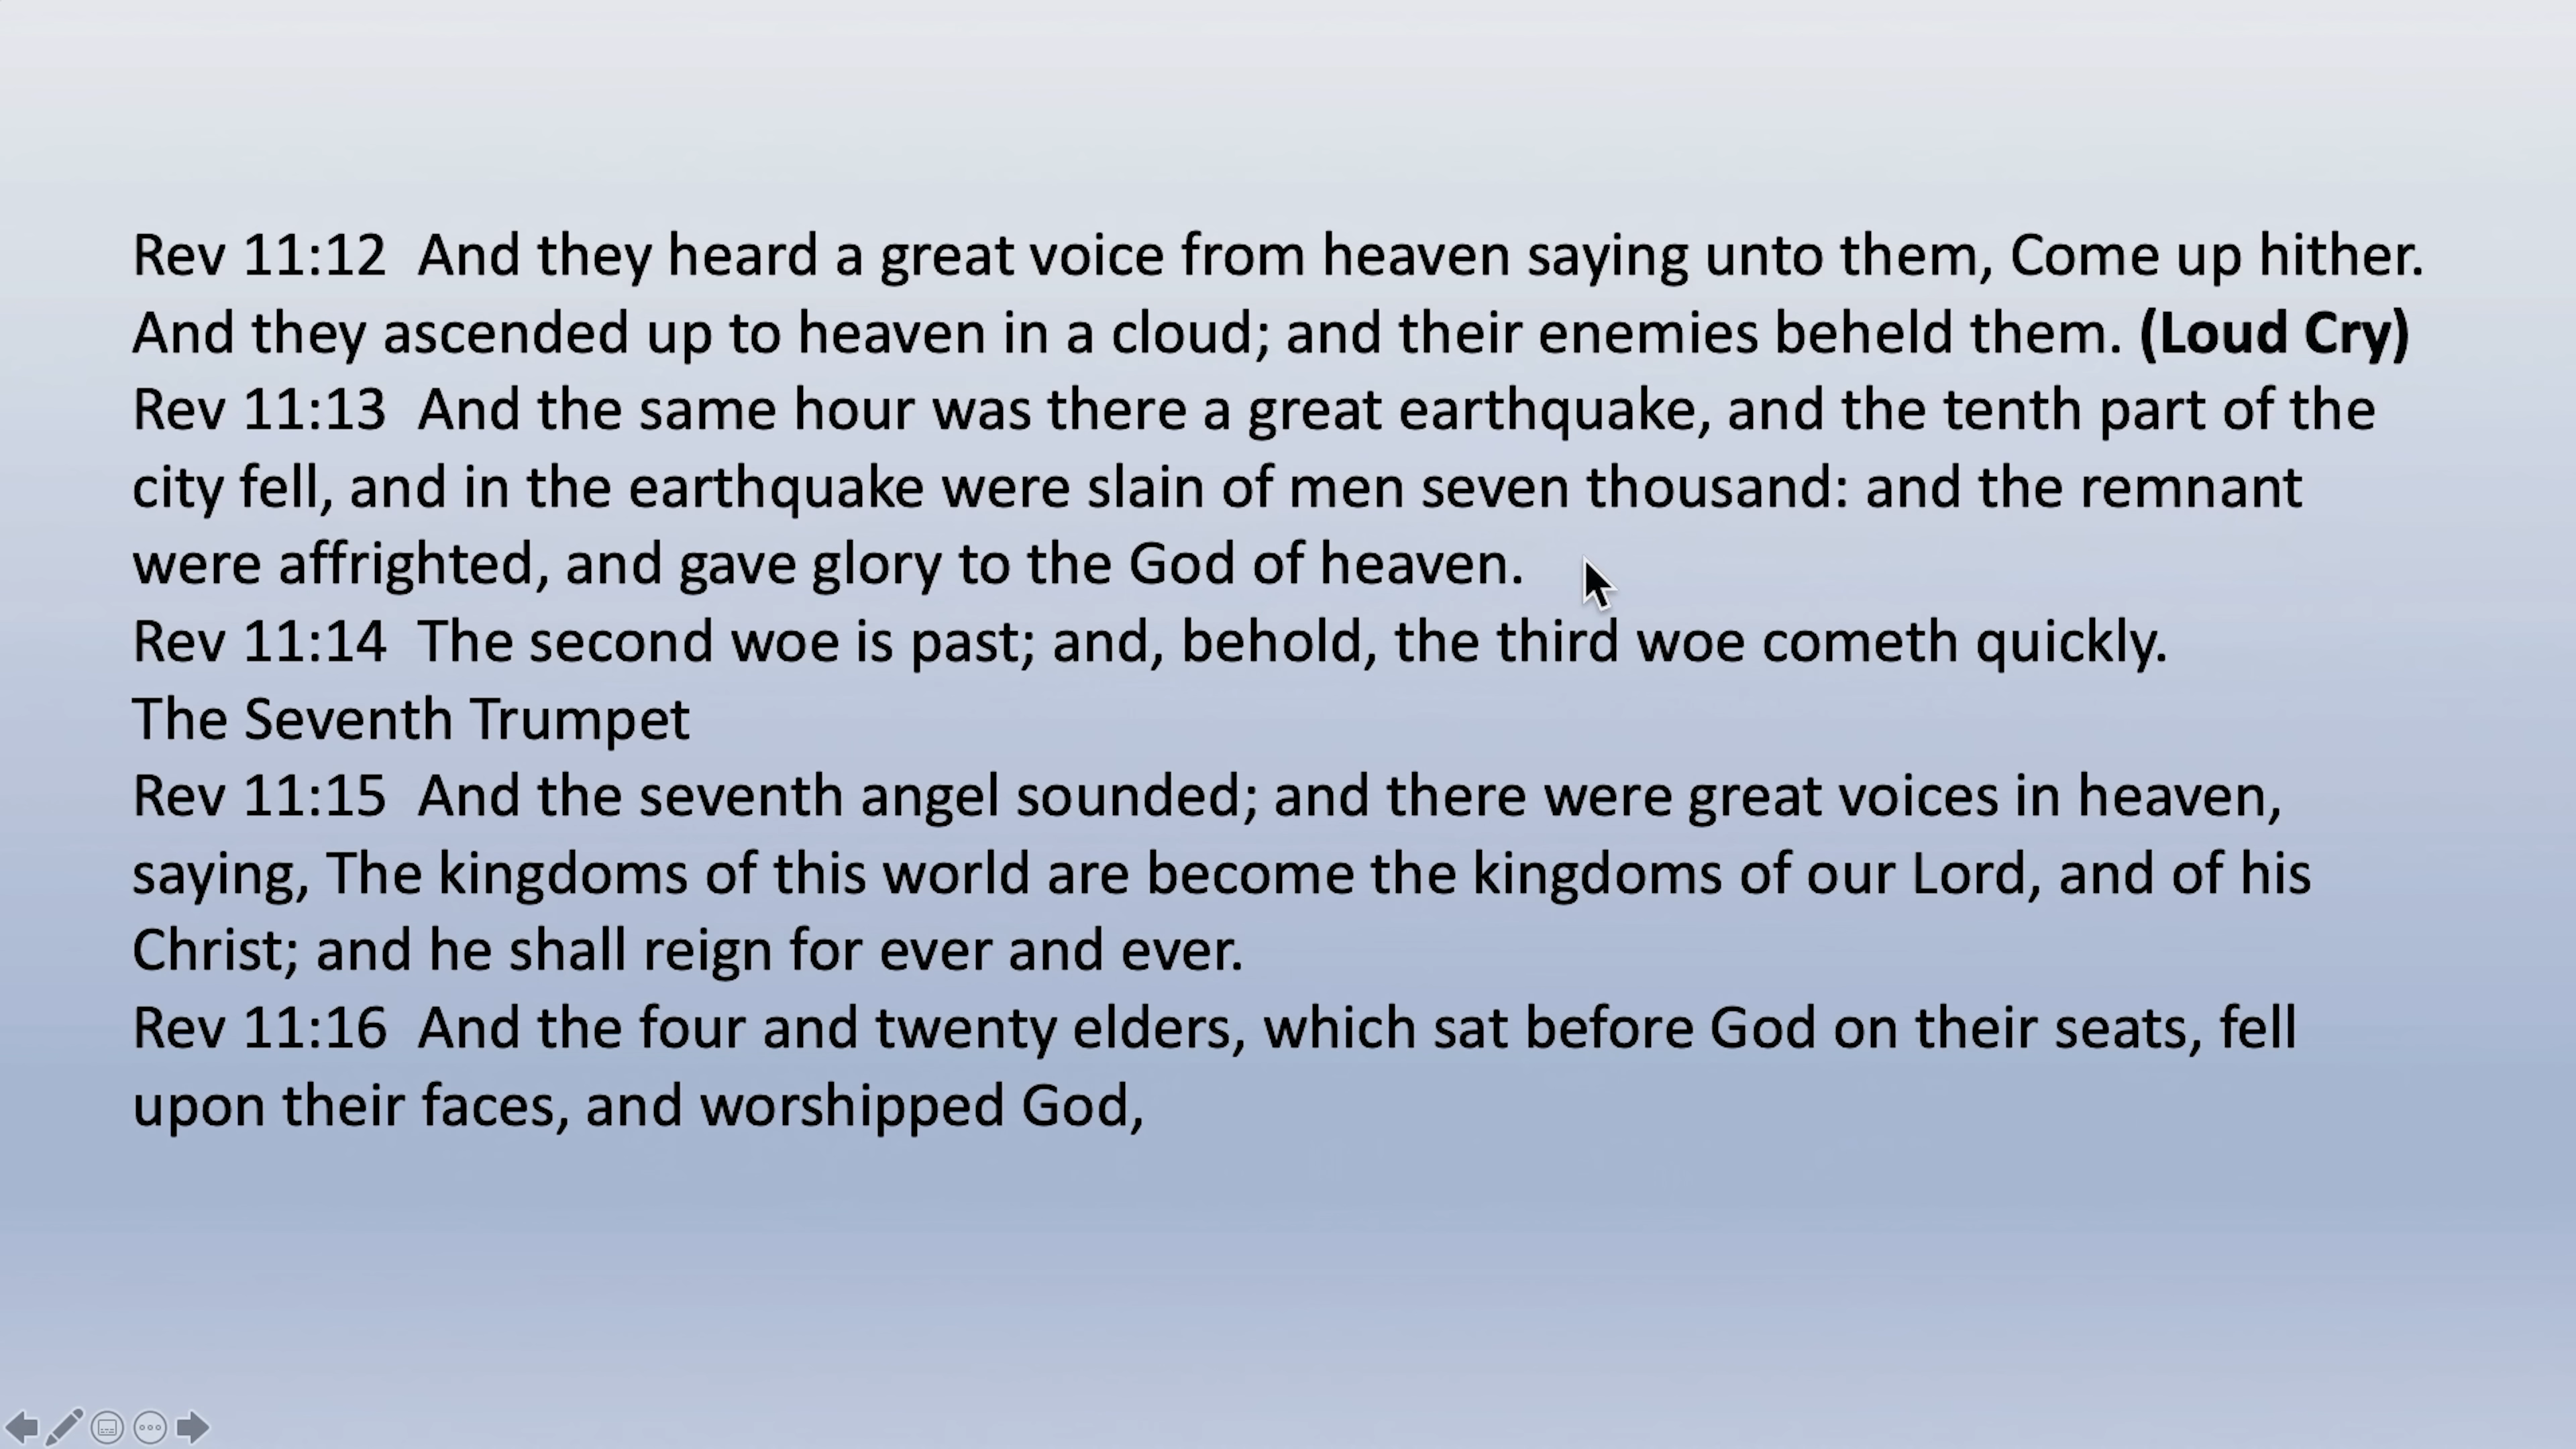 Rev 11:12  And they heard a great voice from heaven saying unto them, Come up hither.
And they ascended up to heaven in a cloud; and their enemies beheld them. (Loud Cry)
Rev 11:13  And the same hour was there a great earthquake, and the tenth part of the
city fell, and in the earthquake were slain of men seven thousand: and the remnant
were affrighted, and gave glory to the God of heaven.
Rev 11:14  The second woe is past; and, behold, the third woe cometh quickly.
The Seventh Trumpet
Rev 11:15  And the seventh angel sounded; and there were great voices in heaven,
saying, The kingdoms of this world are become the kingdoms of our Lord, and of his
Christ; and he shall reign for ever and ever.
Rev 11:16  And the four and twenty elders, which sat before God on their seats, fell
upon their faces, and worshipped God,